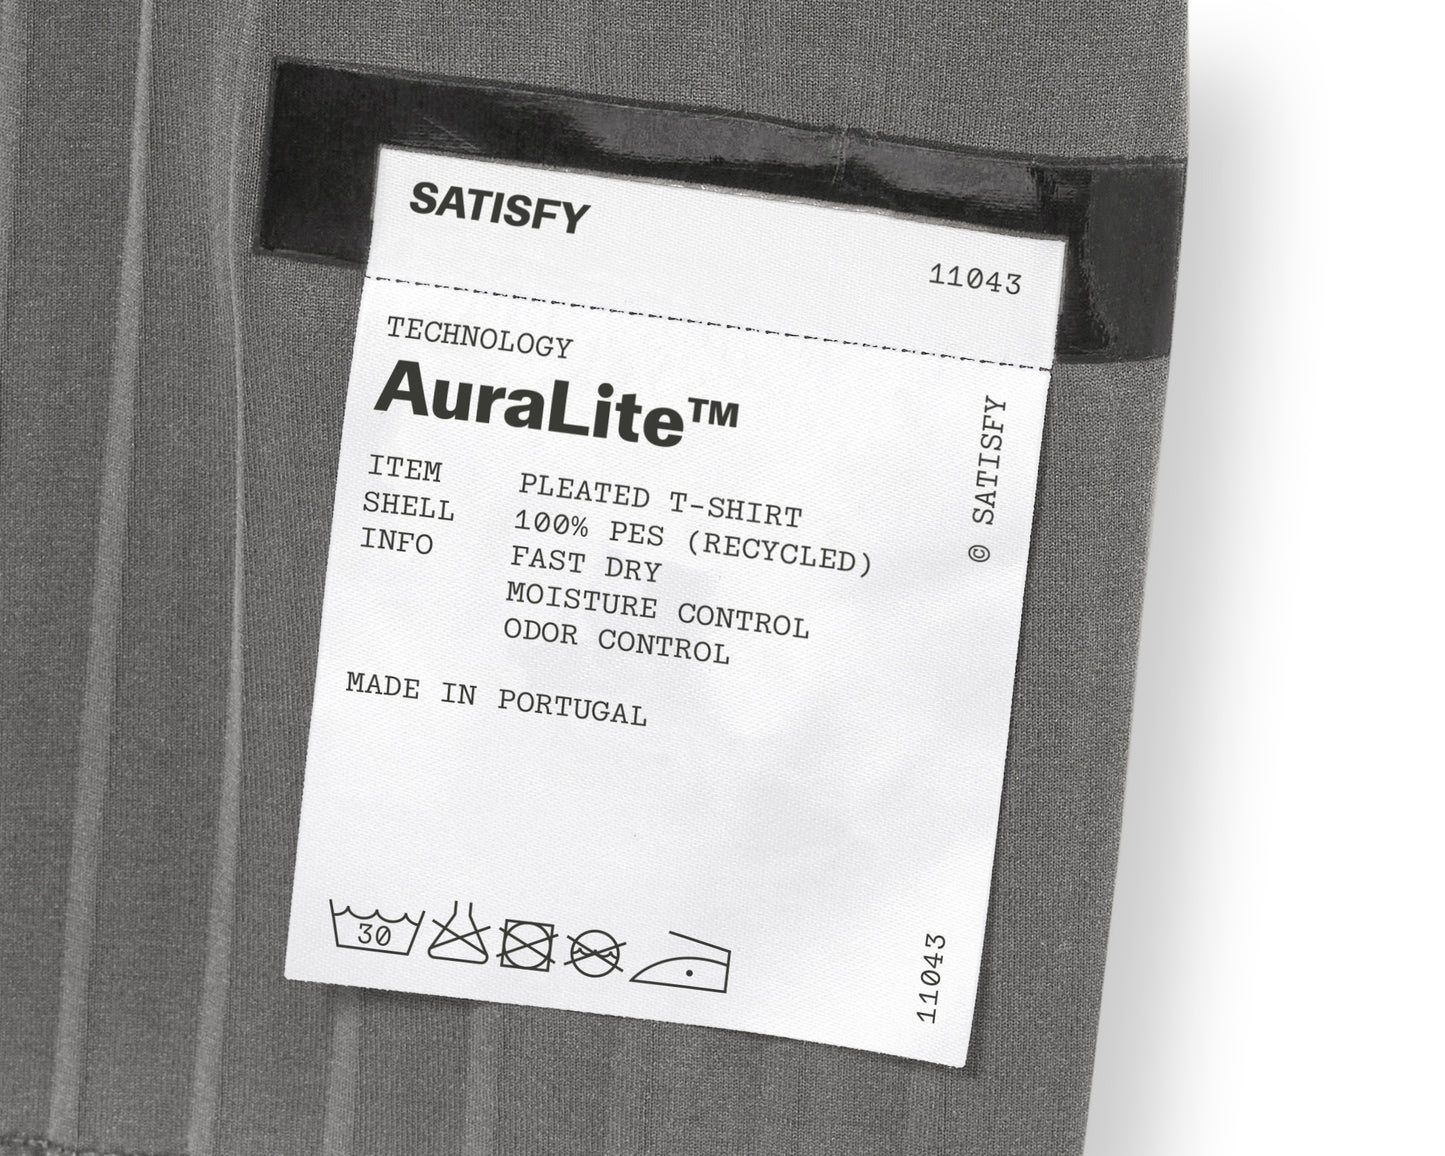 SATISFY
11043
TECHNOLOGY
AuraLite™
ITEM PLEATED T-SHIRT
SHELL 100% PES (RECYCLED)
INFO FAST DRY
MOISTURE CONTROL
ODOR CONTROL
MADE IN PORTUGAL
© SATISFY
30
11043